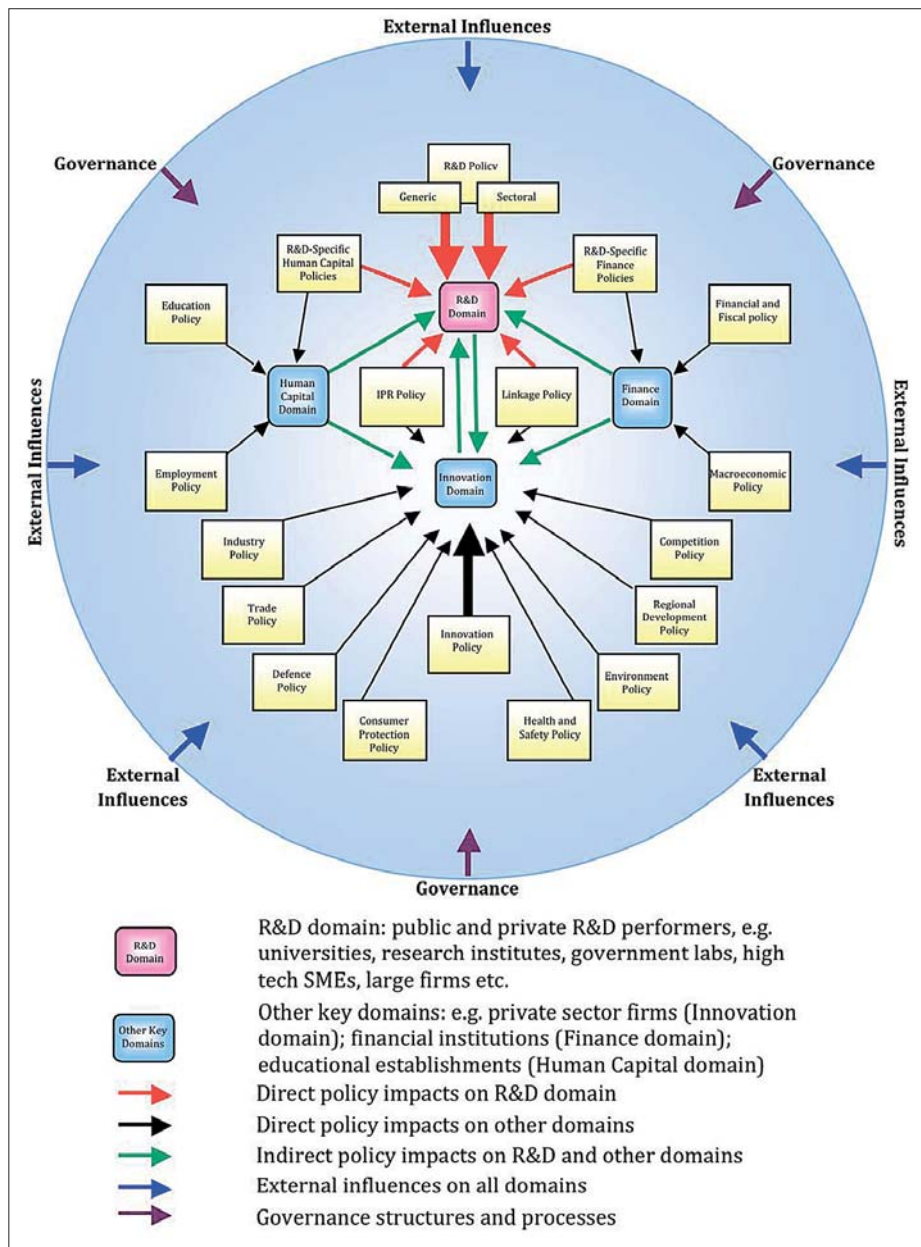 External Influences
Governance
Governance
R&D Policy
Generic
Sectoral
R&D-Specific
Human Capital
Policies
R&D-Specific
Finance
Policies
Education
Policy
R&D
Domain
Financial and
Fiscal policy
Human
Capital
Domain
IPR Policy
Linkage Policy
Finance
Domain
External Influences
External Influences
Employment
Policy
Innovation
Domain
Macroeconomic
Policy
Industry
Policy
Competition
Policy
Trade
Policy
Regional
Development
Policy
Innovation
Policy
Defence
Policy
Environment
Policy
Consumer
Protection
Policy
Health and
Safety Policy
External
Influences
External
Influences
Governance
R&D
Domain
R&D domain: public and private R&D performers, e.g.
universities, research institutes, government labs, high
tech SMEs, large firms etc.
Other Key
Domains
Other key domains: e.g. private sector firms (Innovation
domain); financial institutions (Finance domain);
educational establishments (Human Capital domain)
Direct policy impacts on R&D domain
Direct policy impacts on other domains
Indirect policy impacts on R&D and other domains
External influences on all domains
Governance structures and processes